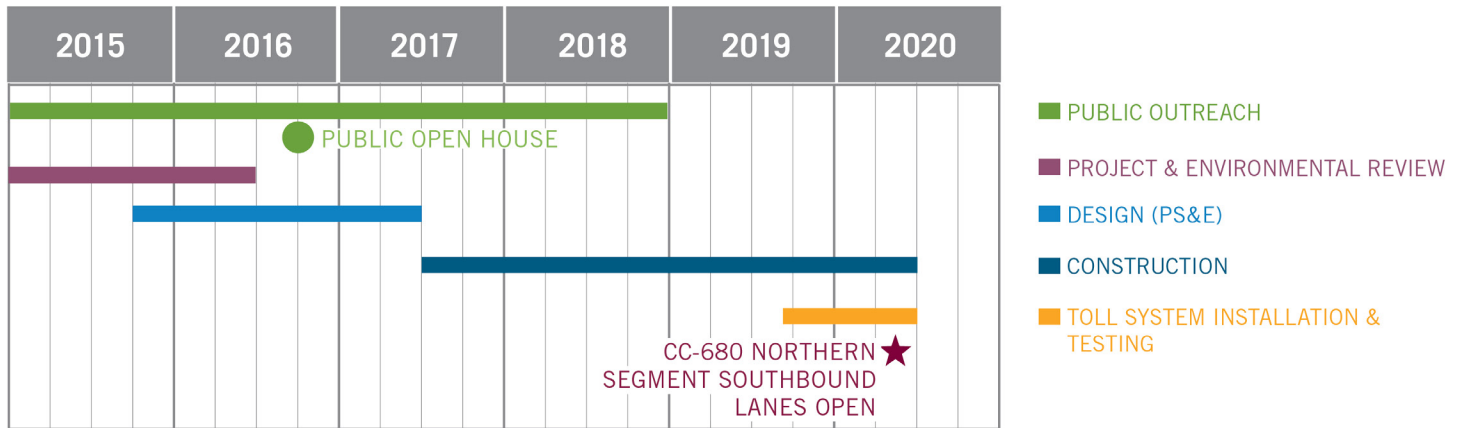 2015 2016 2017 2018 2019 2020
PUBLIC OPEN HOUSE
CC-680 NORTHERN
SEGMENT SOUTHBOUND
LANES OPEN
PUBLIC OUTREACH
PROJECT & ENVIRONMENTAL REVIEW
DESIGN (PS&E)
CONSTRUCTION
TOLL SYSTEM INSTALLATION &
TESTING